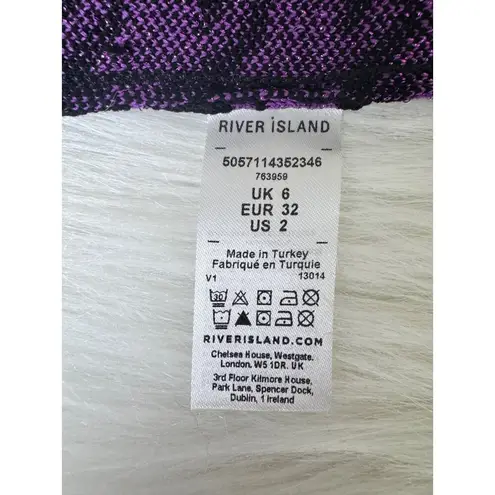 RIVER iSLAND
5057114352346
763959
UK 6
EUR 32
US 2
Made in Turkey
Fabriqué en Turquie
V1 13014
30
RIVERISLAND.COM
Chelsea House, Westgate.
London. W5 1DR. UK
3rd Floor Kilmore House,
Park Lane, Spencer Dock,
Dublin, 1 Ireland